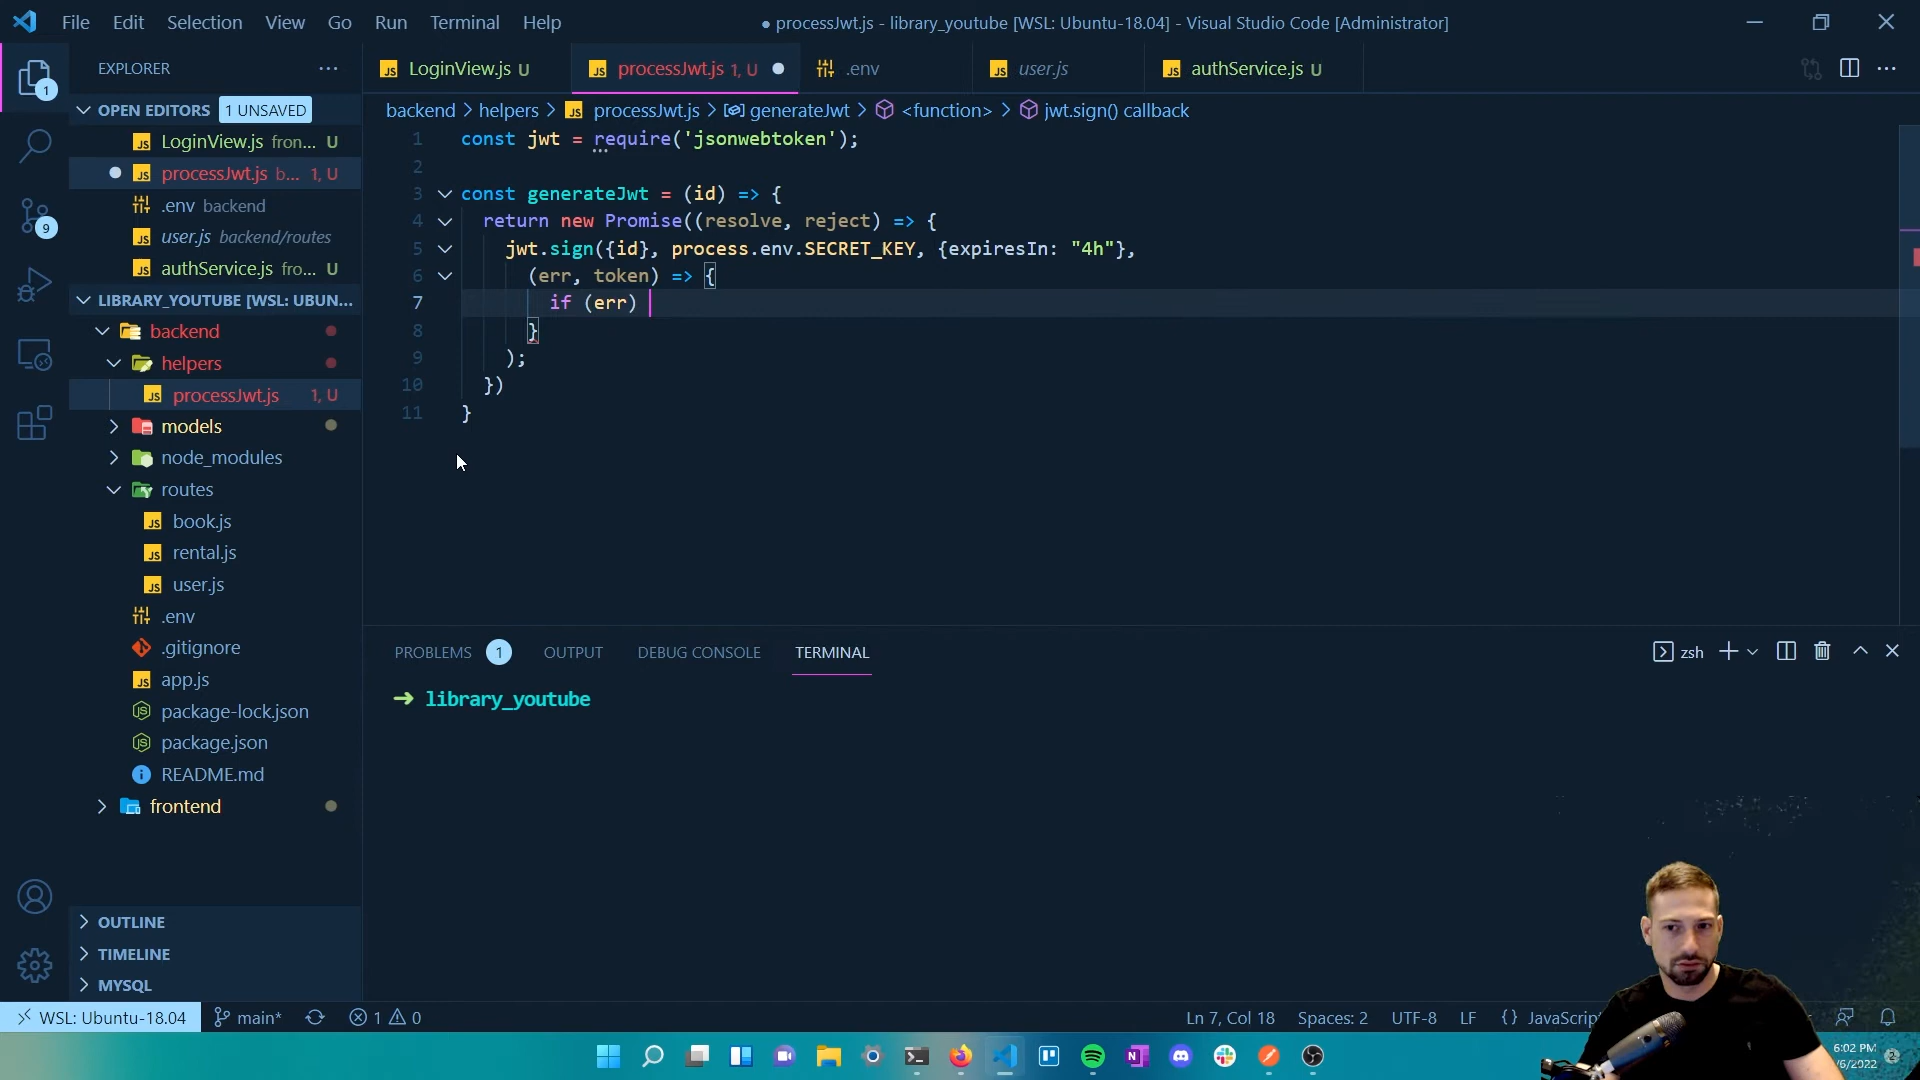 File Edit Selection View Go Run Terminal Help
● processJwt.js - library_youtube [WSL: Ubuntu-18.04] - Visual Studio Code [Administrator]
EXPLORER
LoginView.js U
processJwt.js 1, U
.env
user.js
authService.js U
OPEN EDITORS 1 UNSAVED
LoginView.js fron... U
processJwt.js b... 1, U
.env backend
user.js backend/routes
authService.js fro... U
LIBRARY_YOUTUBE [WSL: UBUN...
backend
helpers
processJwt.js 1, U
models
node_modules
routes
book.js
rental.js
user.js
.env
.gitignore
app.js
package-lock.json
package.json
README.md
frontend
OUTLINE
TIMELINE
MYSQL
1
9
backend > helpers > processJwt.js > generateJwt > <function> > jwt.sign() callback
1 const jwt = require('jsonwebtoken');
2
3 const generateJwt = (id) => {
4 return new Promise((resolve, reject) => {
5 jwt.sign({id}, process.env.SECRET_KEY, {expiresIn: "4h"},
6 (err, token) => {
7 if (err)
8 }
9 );
10 })
11 }
PROBLEMS 1 OUTPUT DEBUG CONSOLE TERMINAL
zsh
→ library_youtube
WSL: Ubuntu-18.04 main* 1 0
Ln 7, Col 18 Spaces: 2 UTF-8 LF {} JavaScrip
6:02 PM
/6/2022
2